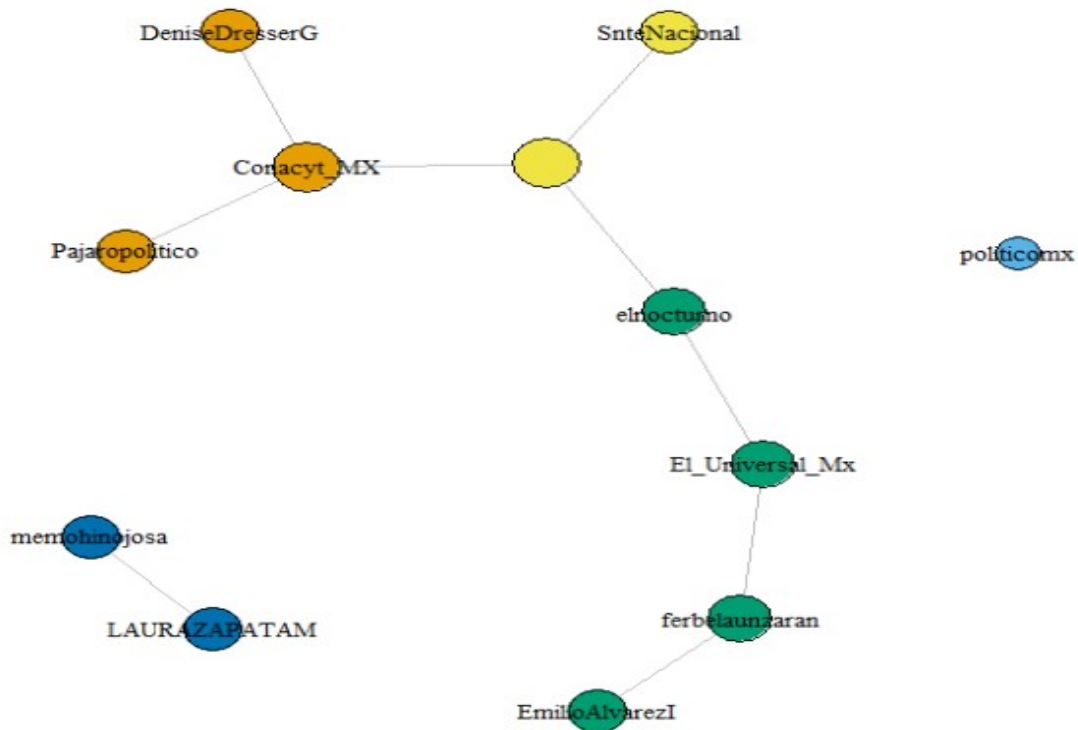 DeniseDresserG
SnteNacional
Conacyt_MX
Pajaropolitico
politicomx
elnocturno
El_Universal_Mx
memohinojosa
ferbelaunzaran
LAURAZAPATAM
EmilioAlvarezI